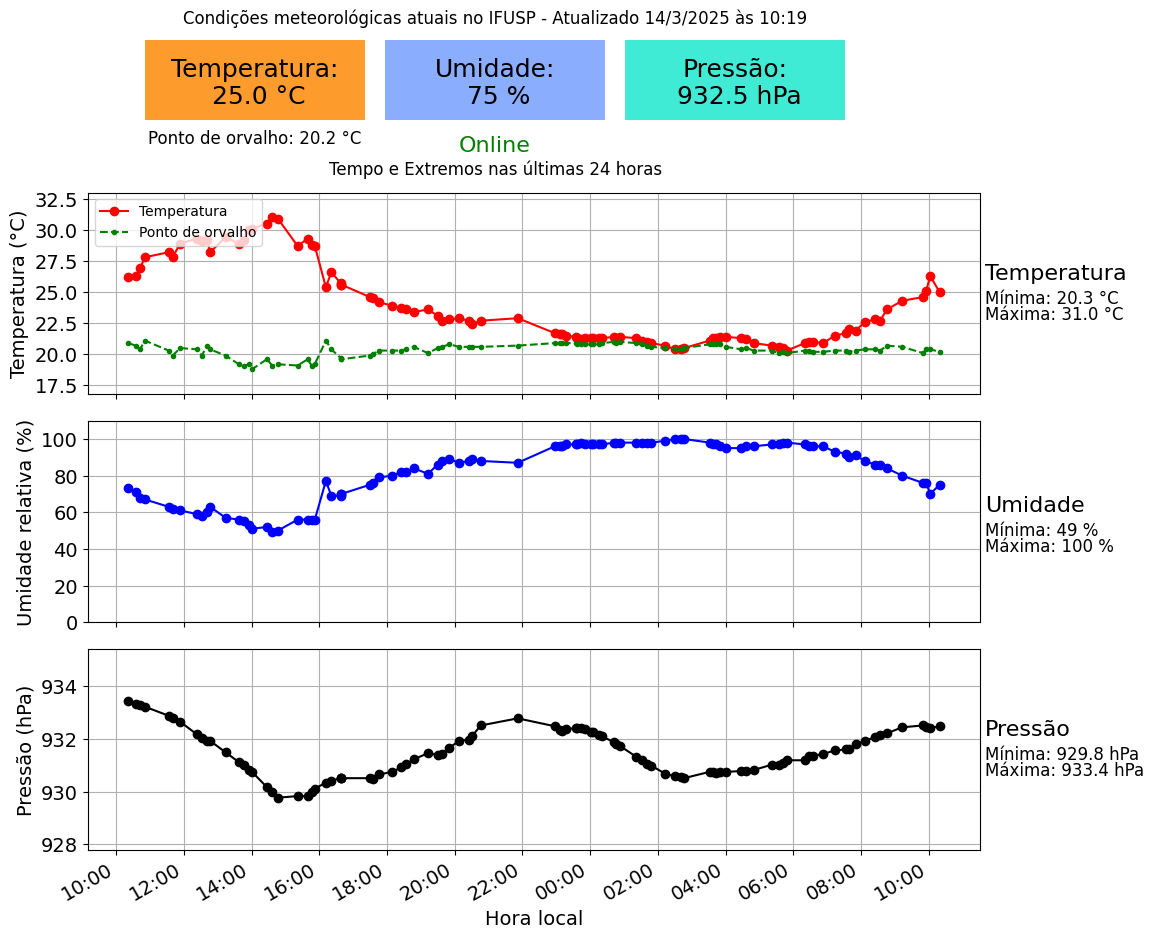 Condições meteorológicas atuais no IFUSP - Atualizado 14/3/2025 às 10:19
Temperatura:
25.0 °C
Umidade:
75 %
Pressão:
932.5 hPa
Ponto de orvalho: 20.2 °C
Online
Tempo e Extremos nas últimas 24 horas
Temperatura (°C)
32.5
30.0
27.5
25.0
22.5
20.0
17.5
Temperatura
Ponto de orvalho
Temperatura
Mínima: 20.3 °C
Máxima: 31.0 °C
Umidade relativa (%)
100
80
60
40
20
0
Umidade
Mínima: 49 %
Máxima: 100 %
Pressão (hPa)
934
932
930
928
Pressão
Mínima: 929.8 hPa
Máxima: 933.4 hPa
10:00
12:00
14:00
16:00
18:00
20:00
22:00
00:00
02:00
04:00
06:00
08:00
10:00
Hora local